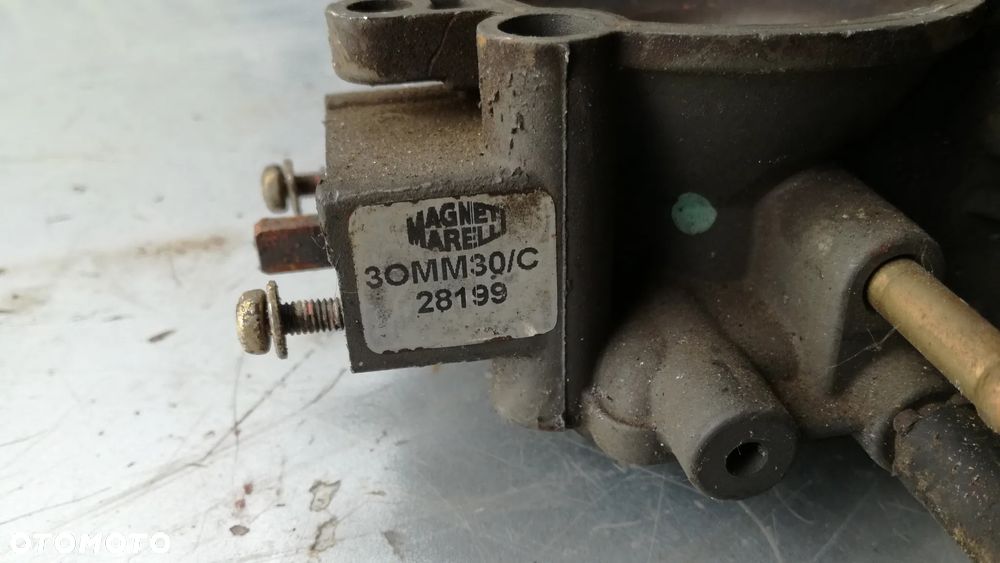 MAGNETI
MARELLI
30MM30/C
28199
OTOMOTO